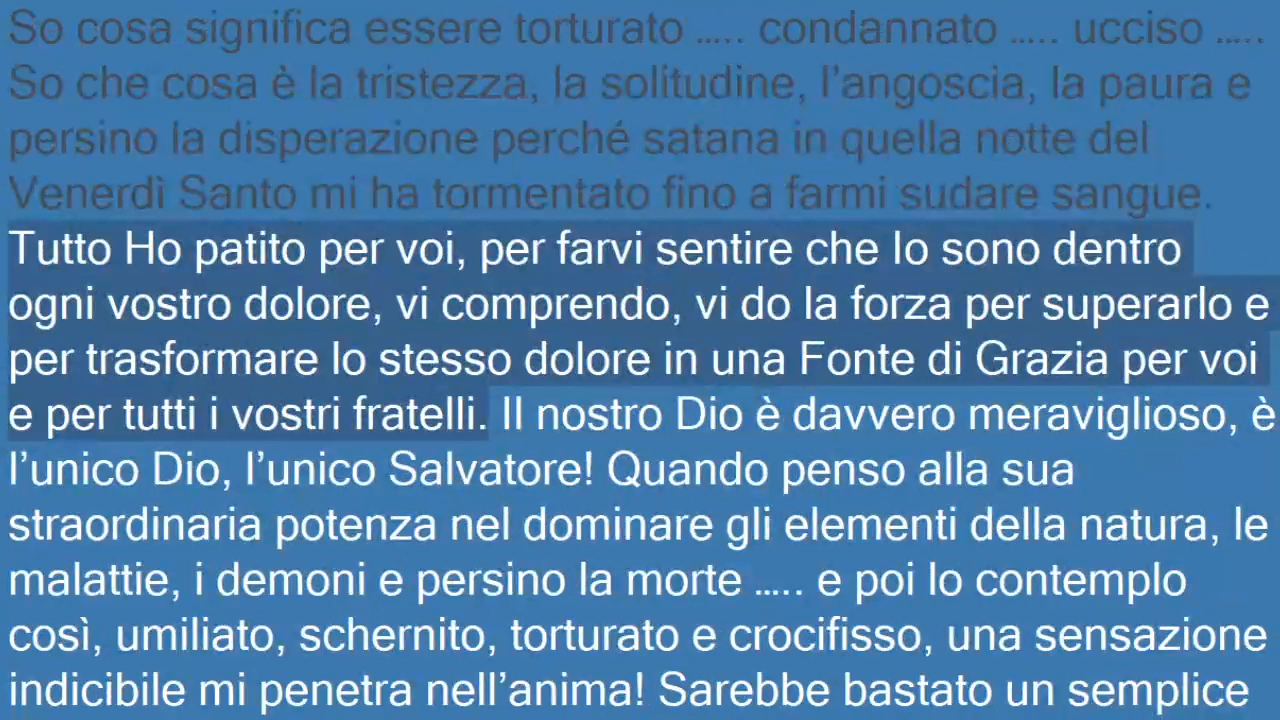 So cosa significa essere torturato ….. condannato ….. ucciso …..
So che cosa è la tristezza, la solitudine, l’angoscia, la paura e
persino la disperazione perché satana in quella notte del
Venerdì Santo mi ha tormentato fino a farmi sudare sangue.
Tutto Ho patito per voi, per farvi sentire che Io sono dentro
ogni vostro dolore, vi comprendo, vi do la forza per superarlo e
per trasformare lo stesso dolore in una Fonte di Grazia per voi
e per tutti i vostri fratelli. Il nostro Dio è davvero meraviglioso, è
l’unico Dio, l’unico Salvatore! Quando penso alla sua
straordinaria potenza nel dominare gli elementi della natura, le
malattie, i demoni e persino la morte ….. e poi lo contemplo
così, umiliato, schernito, torturato e crocifisso, una sensazione
indicibile mi penetra nell’anima! Sarebbe bastato un semplice